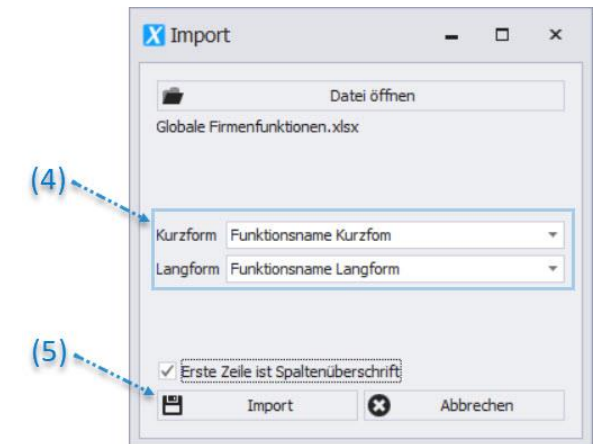 X Import
Datei öffnen
Globale Firmenfunktionen.xlsx
(4)
Kurzform Funktionsname Kurzfom
Langform Funktionsname Langform
(5)
Erste Zeile ist Spaltenüberschrift
Import Abbrechen